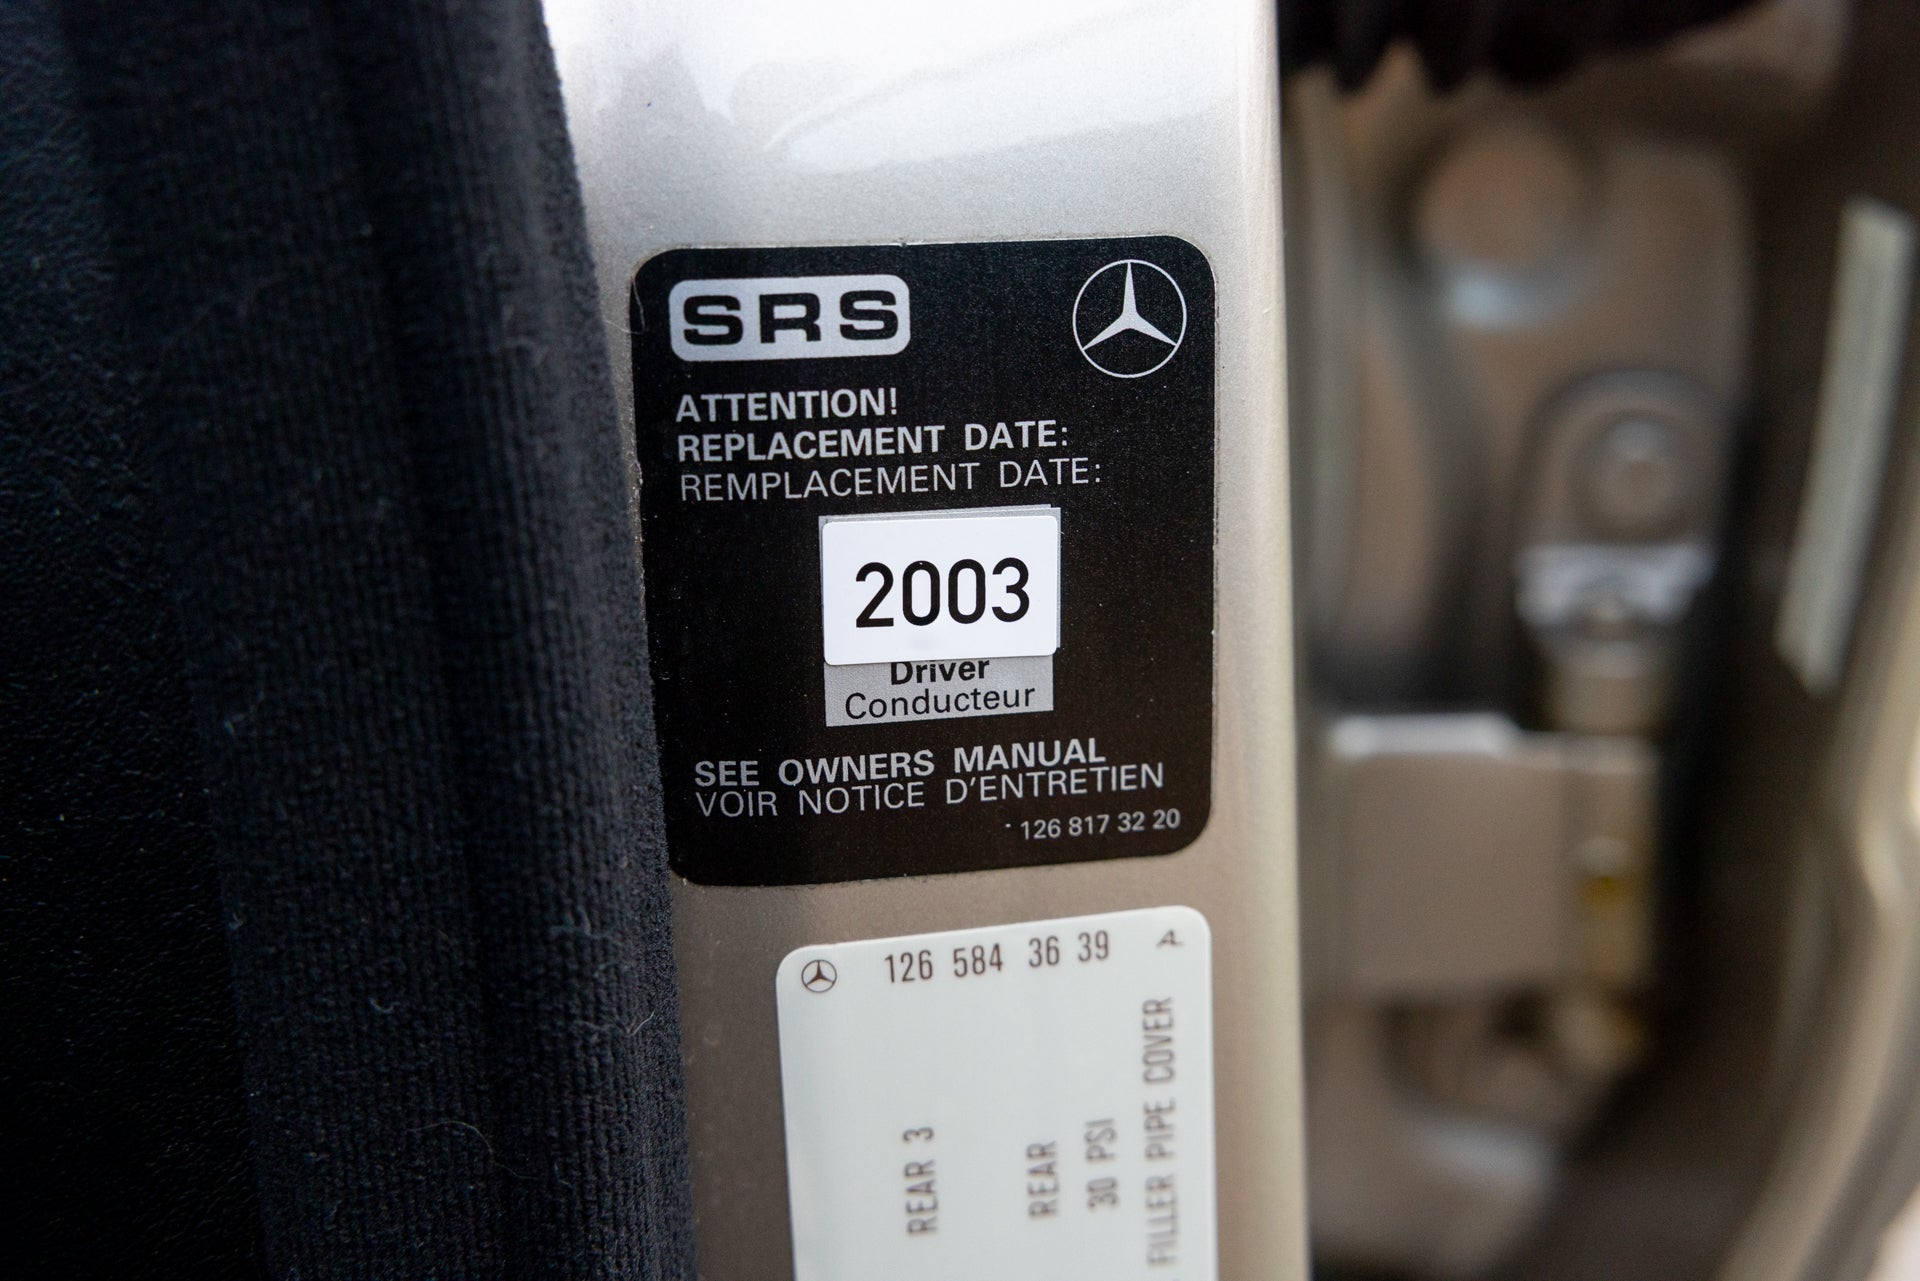 SRS
ATTENTION!
REPLACEMENT DATE:
REMPLACEMENT DATE:
2003
Driver
Conducteur
SEE OWNERS MANUAL
VOIR NOTICE D'ENTRETIEN
126 817 32 20
126 584 36 39
REAR 3
REAR
30 PSI
FILLER PIPE COVER